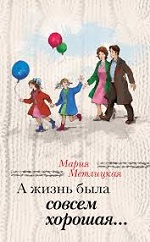 Мария
Метлицкая
А жизнь была
совсем
хорошая...